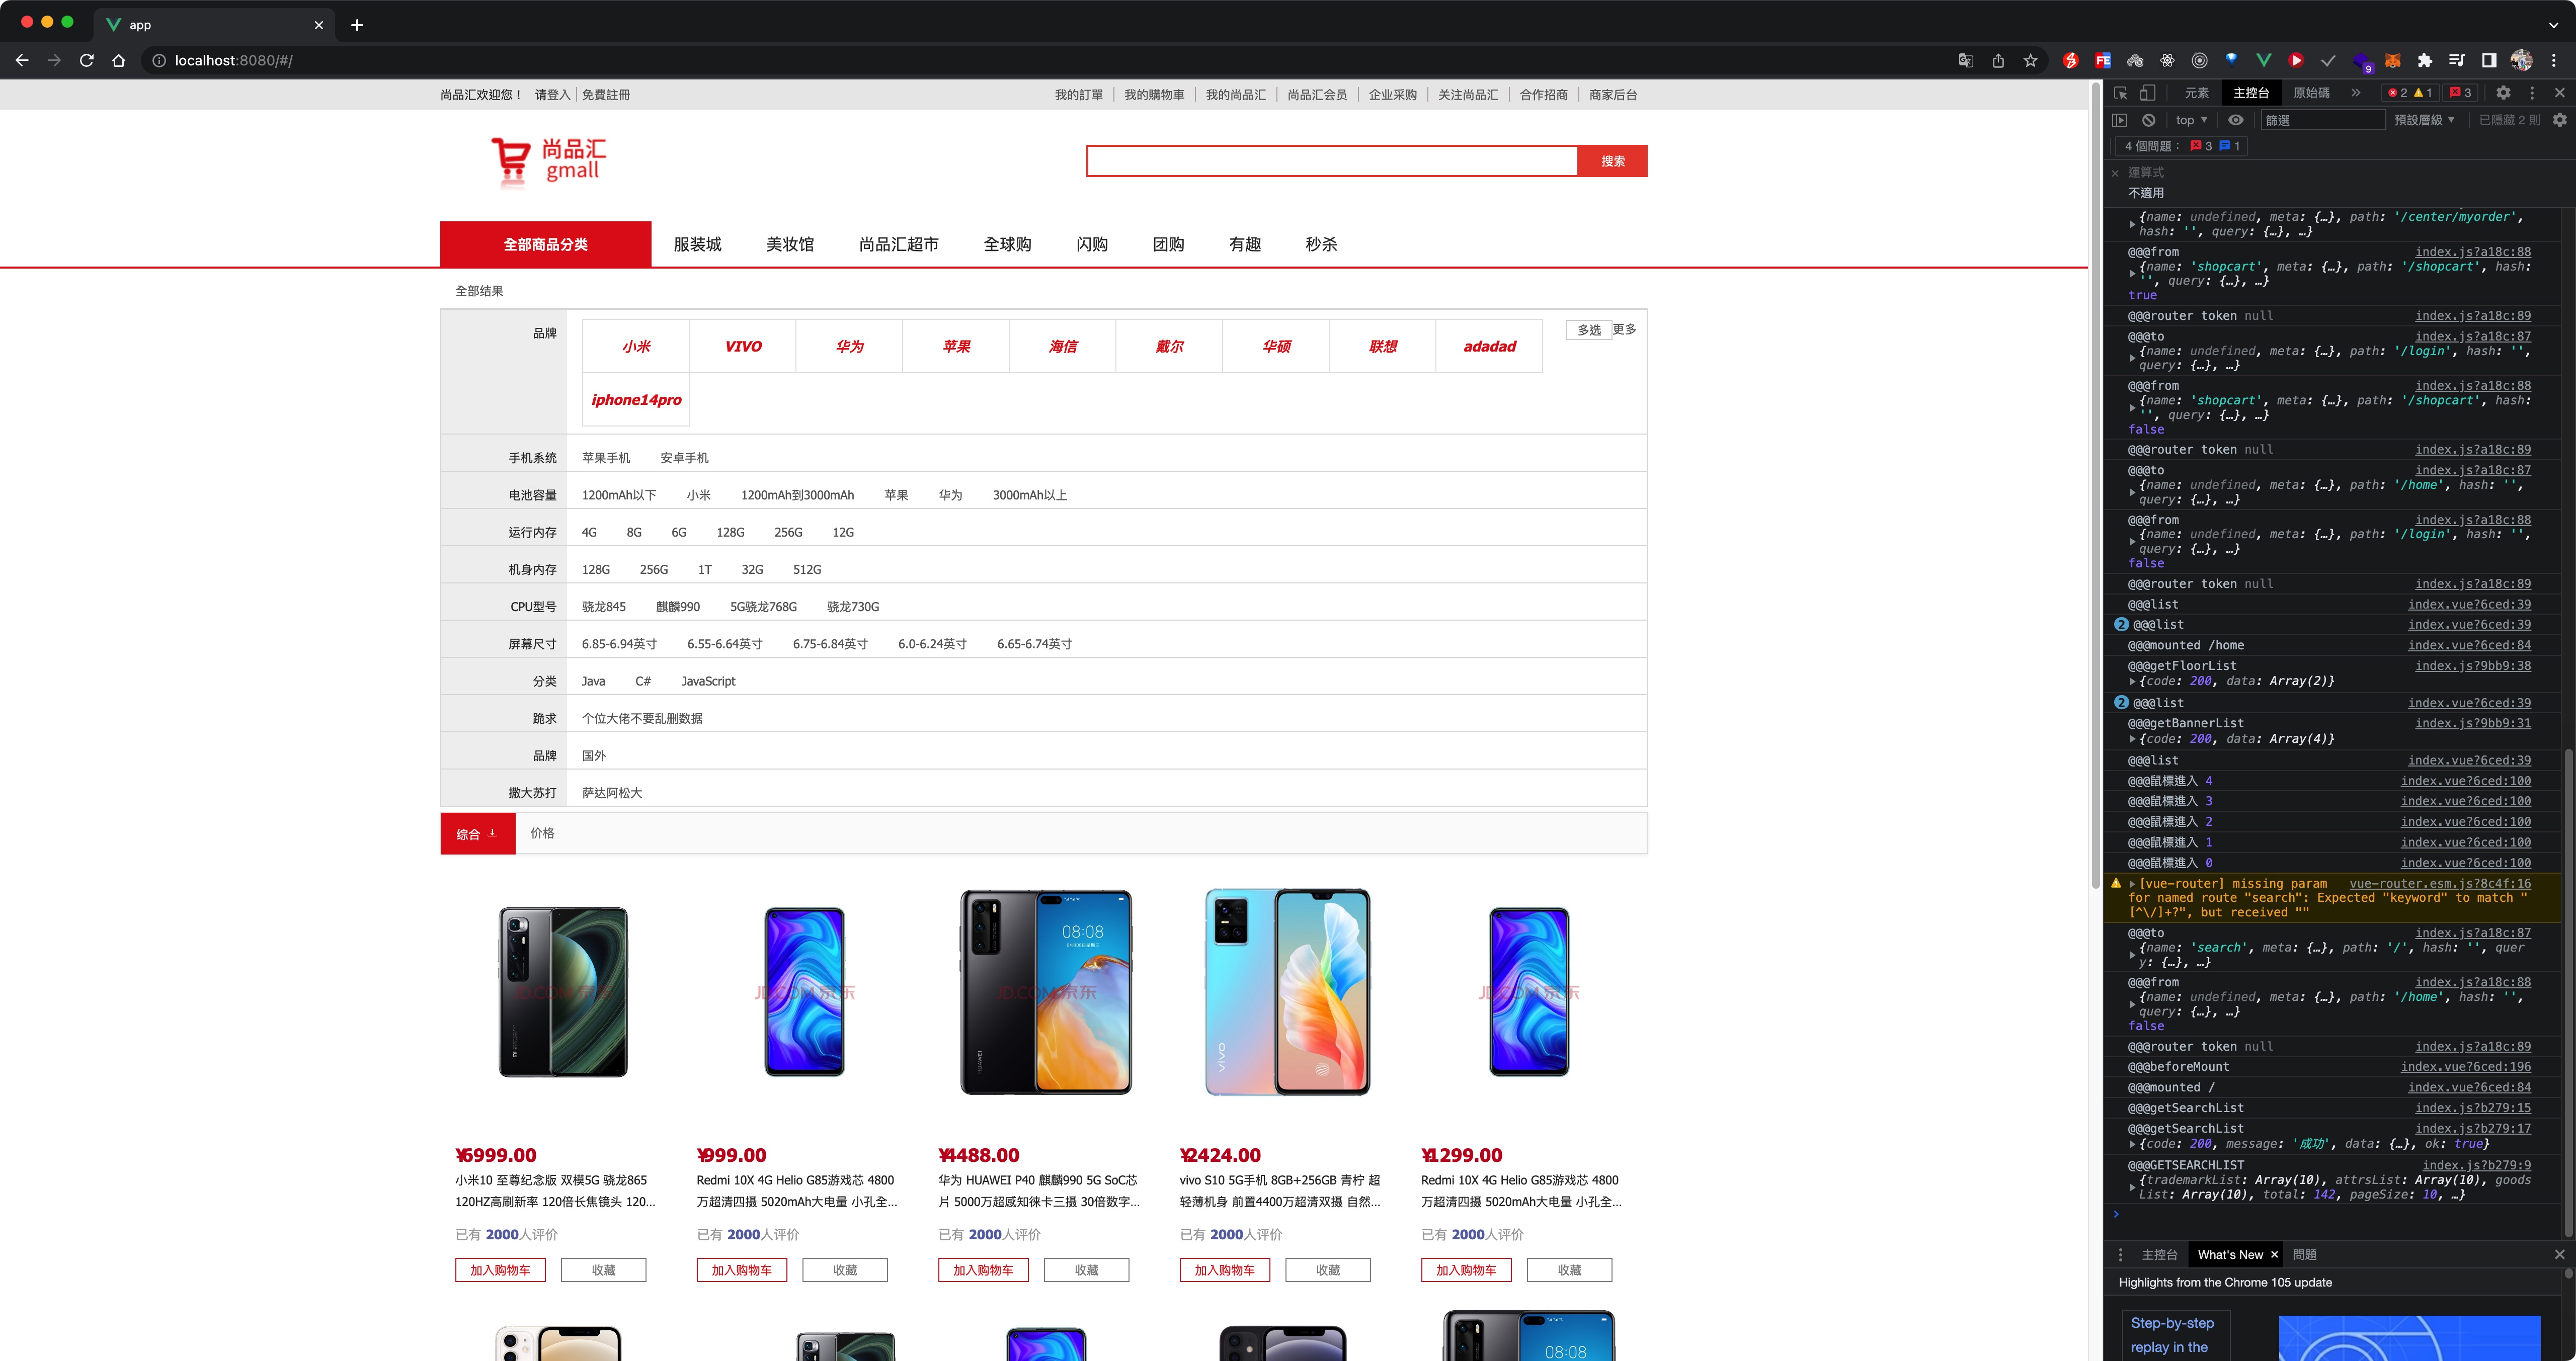 app
localhost:8080/#/
9
尚品汇欢迎您！ 请登入 免費註冊
我的訂單 我的購物車 我的尚品汇 尚品汇会员 企业采购 关注尚品汇 合作招商 商家后台
尚品汇
gmall
搜索
全部商品分类 服装城 美妆馆 尚品汇超市 全球购 闪购 团购 有趣 秒杀
全部结果
品牌
小米 VIVO 华为 苹果 海信 戴尔 华硕 联想 adadad
iphone14pro
多选 更多
手机系统 苹果手机 安卓手机
电池容量 1200mAh以下 小米 1200mAh到3000mAh 苹果 华为 3000mAh以上
运行内存 4G 8G 6G 128G 256G 12G
机身内存 128G 256G 1T 32G 512G
CPU型号 骁龙845 麒麟990 5G骁龙768G 骁龙730G
屏幕尺寸 6.85-6.94英寸 6.55-6.64英寸 6.75-6.84英寸 6.0-6.24英寸 6.65-6.74英寸
分类 Java C# JavaScript
跪求 个位大佬不要乱删数据
品牌 国外
撒大苏打 萨达阿松大
综合 价格
JD.COM 京东
JD.COM 京东
JD.COM 京东
08:08
vivo
JD.COM 京东
¥6999.00
小米10 至尊纪念版 双模5G 骁龙865
120HZ高刷新率 120倍长焦镜头 120...
已有 2000人评价
加入购物车 收藏
¥999.00
Redmi 10X 4G Helio G85游戏芯 4800
万超清四摄 5020mAh大电量 小孔全...
已有 2000人评价
加入购物车 收藏
¥4488.00
华为 HUAWEI P40 麒麟990 5G SoC芯
片 5000万超感知徕卡三摄 30倍数字...
已有 2000人评价
加入购物车 收藏
¥2424.00
vivo S10 5G手机 8GB+256GB 青柠 超
轻薄机身 前置4400万超清双摄 自然...
已有 2000人评价
加入购物车 收藏
¥1299.00
Redmi 10X 4G Helio G85游戏芯 4800
万超清四摄 5020mAh大电量 小孔全...
已有 2000人评价
加入购物车 收藏
08:08
元素 主控台 原始碼 » 2 1 3
top 篩選 預設層級 已隱藏 2 則
4 個問題： 3 1
運算式
不適用
{name: undefined, meta: {…}, path: '/center/myorder',
hash: '', query: {…}, …}
@@@from index.js?a18c:88
{name: 'shopcart', meta: {…}, path: '/shopcart', hash:
'', query: {…}, …}
true
@@@router token null index.js?a18c:89
@@@to index.js?a18c:87
{name: undefined, meta: {…}, path: '/login', hash: '',
query: {…}, …}
@@@from index.js?a18c:88
{name: 'shopcart', meta: {…}, path: '/shopcart', hash:
'', query: {…}, …}
false
@@@router token null index.js?a18c:89
@@@to index.js?a18c:87
{name: undefined, meta: {…}, path: '/home', hash: '',
query: {…}, …}
@@@from index.js?a18c:88
{name: undefined, meta: {…}, path: '/login', hash: '',
query: {…}, …}
false
@@@router token null index.js?a18c:89
@@@list index.vue?6ced:39
2 @@@list index.vue?6ced:39
@@@mounted /home index.vue?6ced:84
@@@getFloorList index.js?9bb9:38
{code: 200, data: Array(2)}
2 @@@list index.vue?6ced:39
@@@getBannerList index.js?9bb9:31
{code: 200, data: Array(4)}
@@@list index.vue?6ced:39
@@@鼠標進入 4 index.vue?6ced:100
@@@鼠標進入 3 index.vue?6ced:100
@@@鼠標進入 2 index.vue?6ced:100
@@@鼠標進入 1 index.vue?6ced:100
@@@鼠標進入 0 index.vue?6ced:100
[vue-router] missing param vue-router.esm.js?8c4f:16
for named route "search": Expected "keyword" to match "
[^\/]+?", but received ""
@@@to index.js?a18c:87
{name: 'search', meta: {…}, path: '/', hash: '', quer
y: {…}, …}
@@@from index.js?a18c:88
{name: undefined, meta: {…}, path: '/home', hash: '',
query: {…}, …}
false
@@@router token null index.js?a18c:89
@@@beforeMount index.vue?6ced:196
@@@mounted / index.vue?6ced:84
@@@getSearchList index.js?b279:15
@@@getSearchList index.js?b279:17
{code: 200, message: '成功', data: {…}, ok: true}
@@@GETSEARCHLIST index.js?b279:9
{trademarkList: Array(10), attrsList: Array(10), goods
List: Array(10), total: 142, pageSize: 10, …}
主控台 What's New 問題
Highlights from the Chrome 105 update
Step-by-step
replay in the